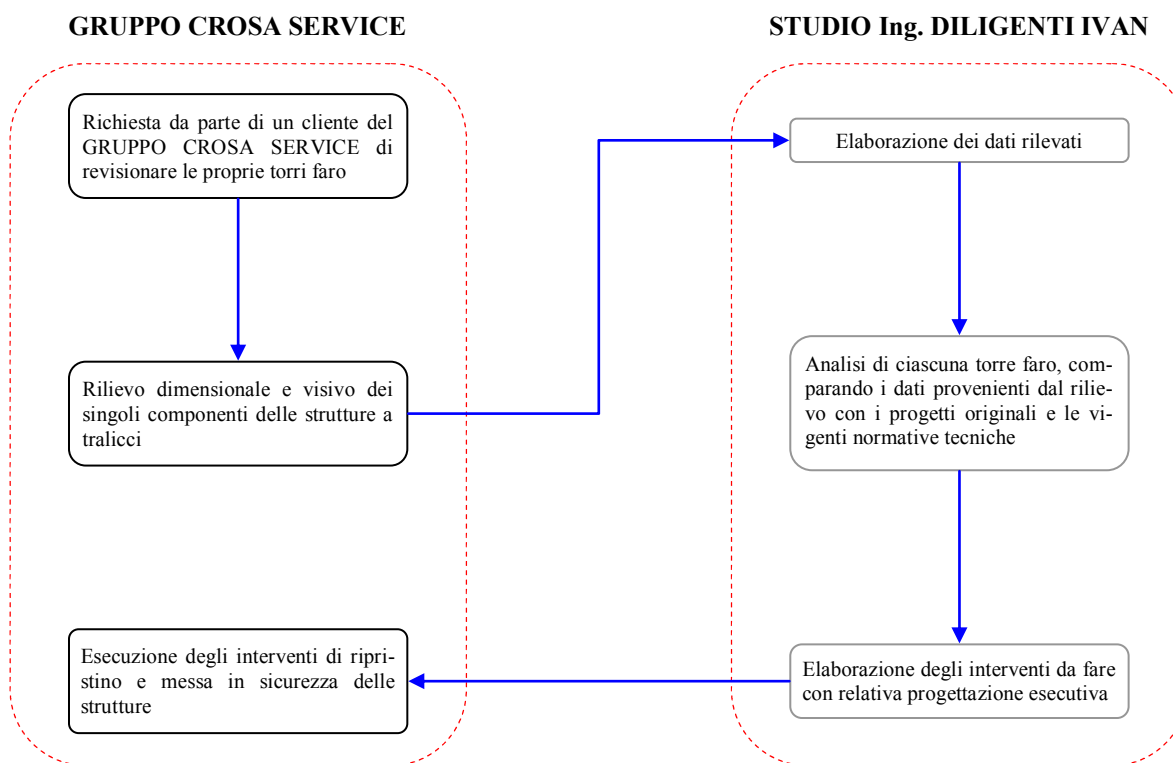 GRUPPO CROSA SERVICE
STUDIO Ing. DILIGENTI IVAN
Richiesta da parte di un cliente del
GRUPPO CROSA SERVICE di
revisionare le proprie torri faro
Rilievo dimensionale e visivo dei
singoli componenti delle strutture a
tralicci
Esecuzione degli interventi di ripri-
stino e messa in sicurezza delle
strutture
Elaborazione dei dati rilevati
Analisi di ciascuna torre faro, com-
parando i dati provenienti dal rilie-
vo con i progetti originali e le vi-
genti normative tecniche
Elaborazione degli interventi da fare
con relativa progettazione esecutiva